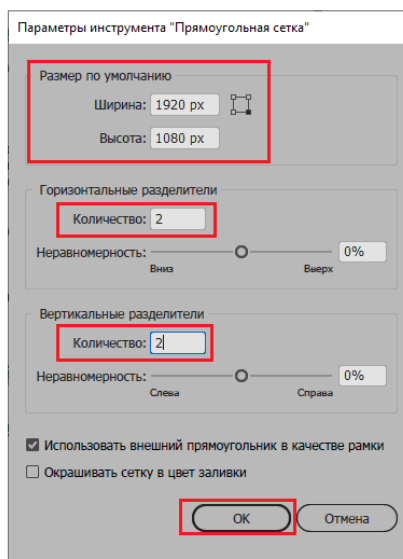 Параметры инструмента "Прямоугольная сетка"
Размер по умолчанию
Ширина: 1920 px
Высота: 1080 px
Горизонтальные разделители
Количество: 2
Неравномерность: 0%
Вниз Вверх
Вертикальные разделители
Количество: 2
Неравномерность: 0%
Слева Справа
Использовать внешний прямоугольник в качестве рамки
Окрашивать сетку в цвет заливки
ОК Отмена